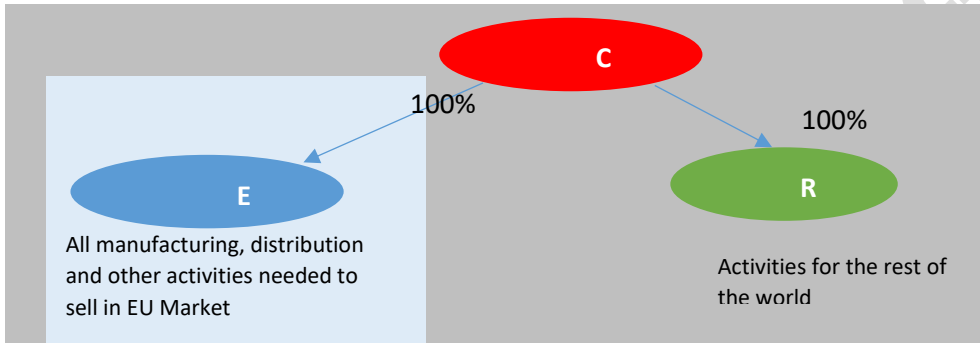 C
100%
100%
E
R
All manufacturing, distribution
and other activities needed to
sell in EU Market
Activities for the rest of
the world